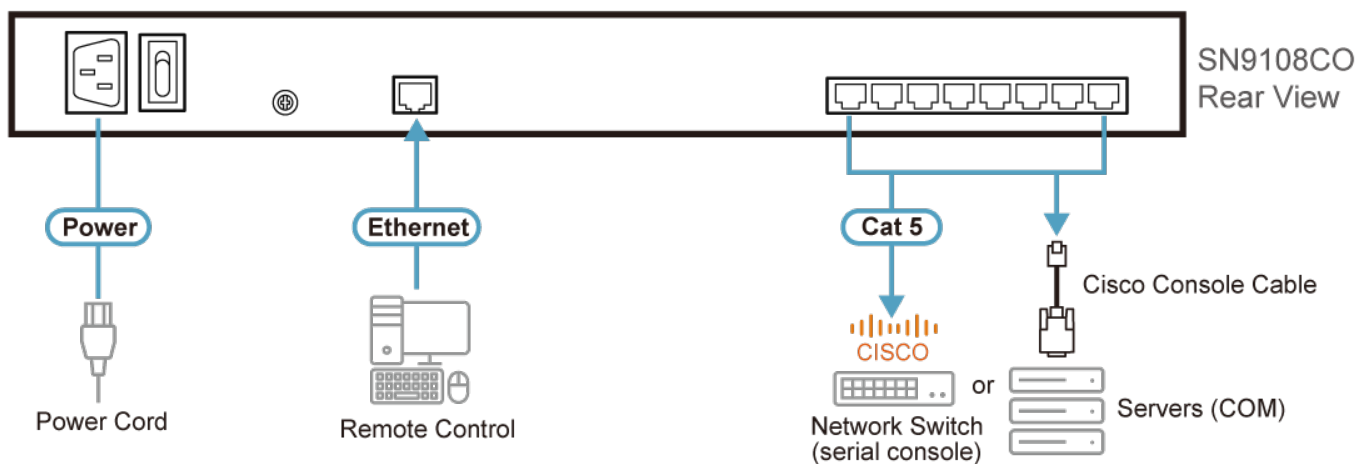 SN9108CO
Rear View
Power
Ethernet
Cat 5
Cisco Console Cable
CISCO
or
Power Cord
Remote Control
Network Switch
(serial console)
Servers (COM)